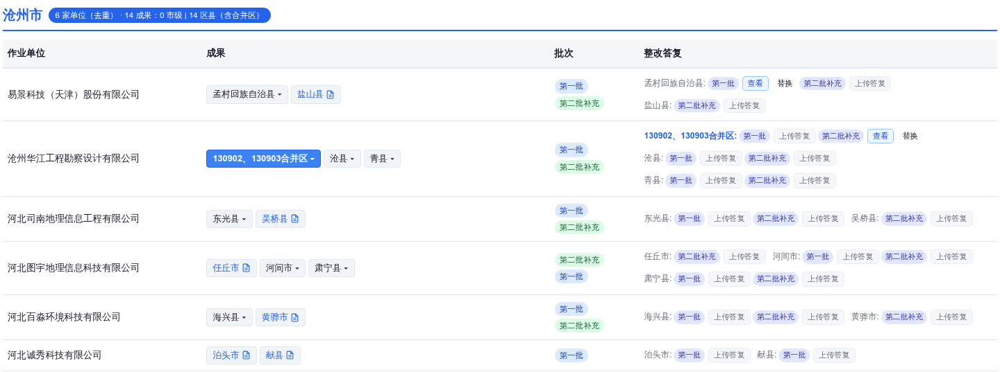 沧州市 6 家单位（去重） · 14 成果：0 市级 | 14 区县（含合并区）
作业单位 成果 批次 整改答复
易景科技（天津）股份有限公司 孟村回族自治县 盐山县 第一批 第二批补充 孟村回族自治县: 第一批 查看 替换 第二批补充 上传答复
盐山县: 第二批补充 上传答复
沧州华江工程勘察设计有限公司 130902、130903合并区 沧县 青县 第一批 第二批补充 130902、130903合并区: 第一批 上传答复 第二批补充 查看 替换
沧县: 第一批 上传答复 第二批补充 上传答复
青县: 第一批 上传答复 第二批补充 上传答复
河北司南地理信息工程有限公司 东光县 吴桥县 第一批 第二批补充 东光县: 第一批 上传答复 第二批补充 上传答复 吴桥县: 第二批补充 上传答复
河北图宇地理信息科技有限公司 任丘市 河间市 肃宁县 第二批补充 第一批 任丘市: 第二批补充 上传答复 河间市: 第一批 上传答复 第二批补充 上传答复
肃宁县: 第一批 上传答复 第二批补充 上传答复
河北百淼环境科技有限公司 海兴县 黄骅市 第一批 第二批补充 海兴县: 第一批 上传答复 第二批补充 上传答复 黄骅市: 第二批补充 上传答复
河北诚秀科技有限公司 泊头市 献县 第一批 泊头市: 第一批 上传答复 献县: 第一批 上传答复